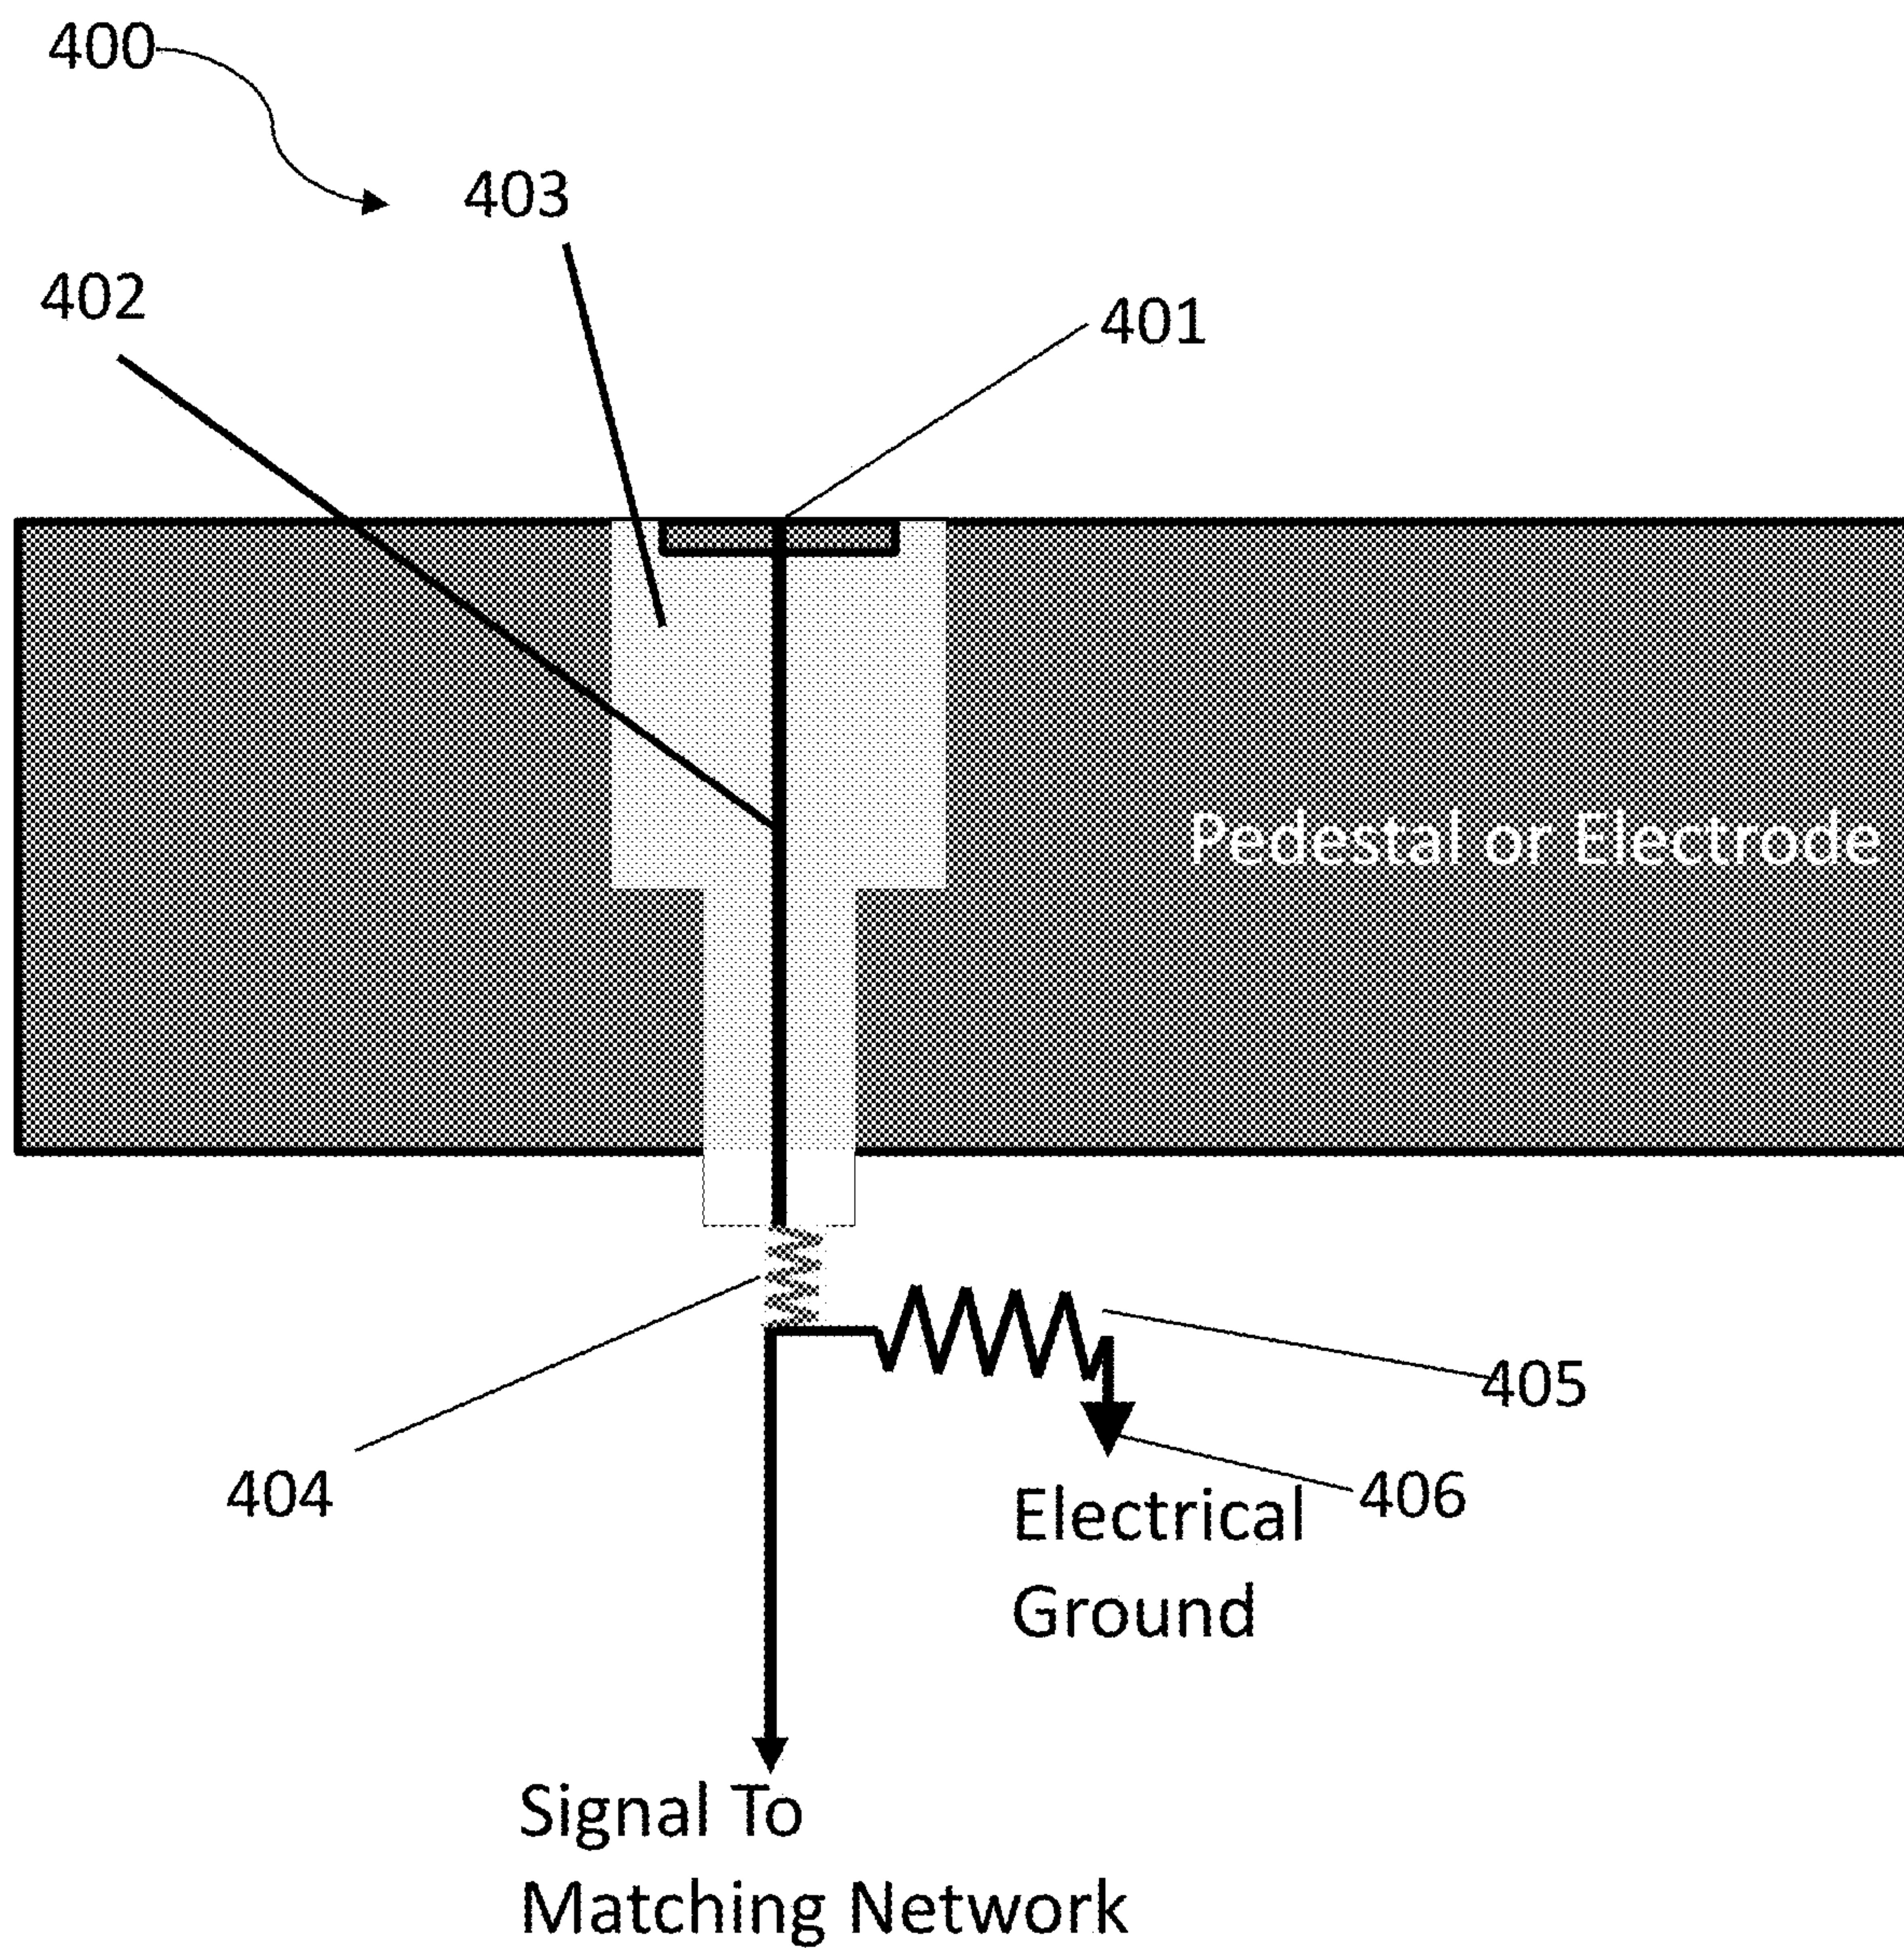 400
403
402
401
Pedestal or Electrode
405
404
406
Electrical
Ground
Signal To
Matching Network